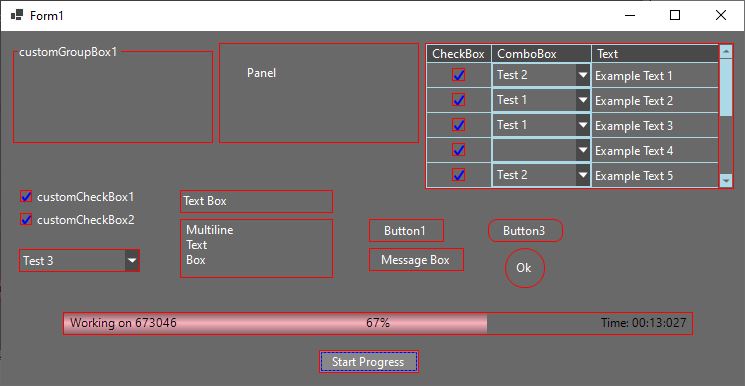 Form1
customGroupBox1
Panel
CheckBox ComboBox Text
Test 2 Example Text 1
Test 1 Example Text 2
Test 1 Example Text 3
Example Text 4
Test 2 Example Text 5
customCheckBox1
customCheckBox2
Test 3
Text Box
Multiline
Text
Box
Button1
Button3
Message Box
Ok
Working on 673046 67% Time: 00:13:027
Start Progress